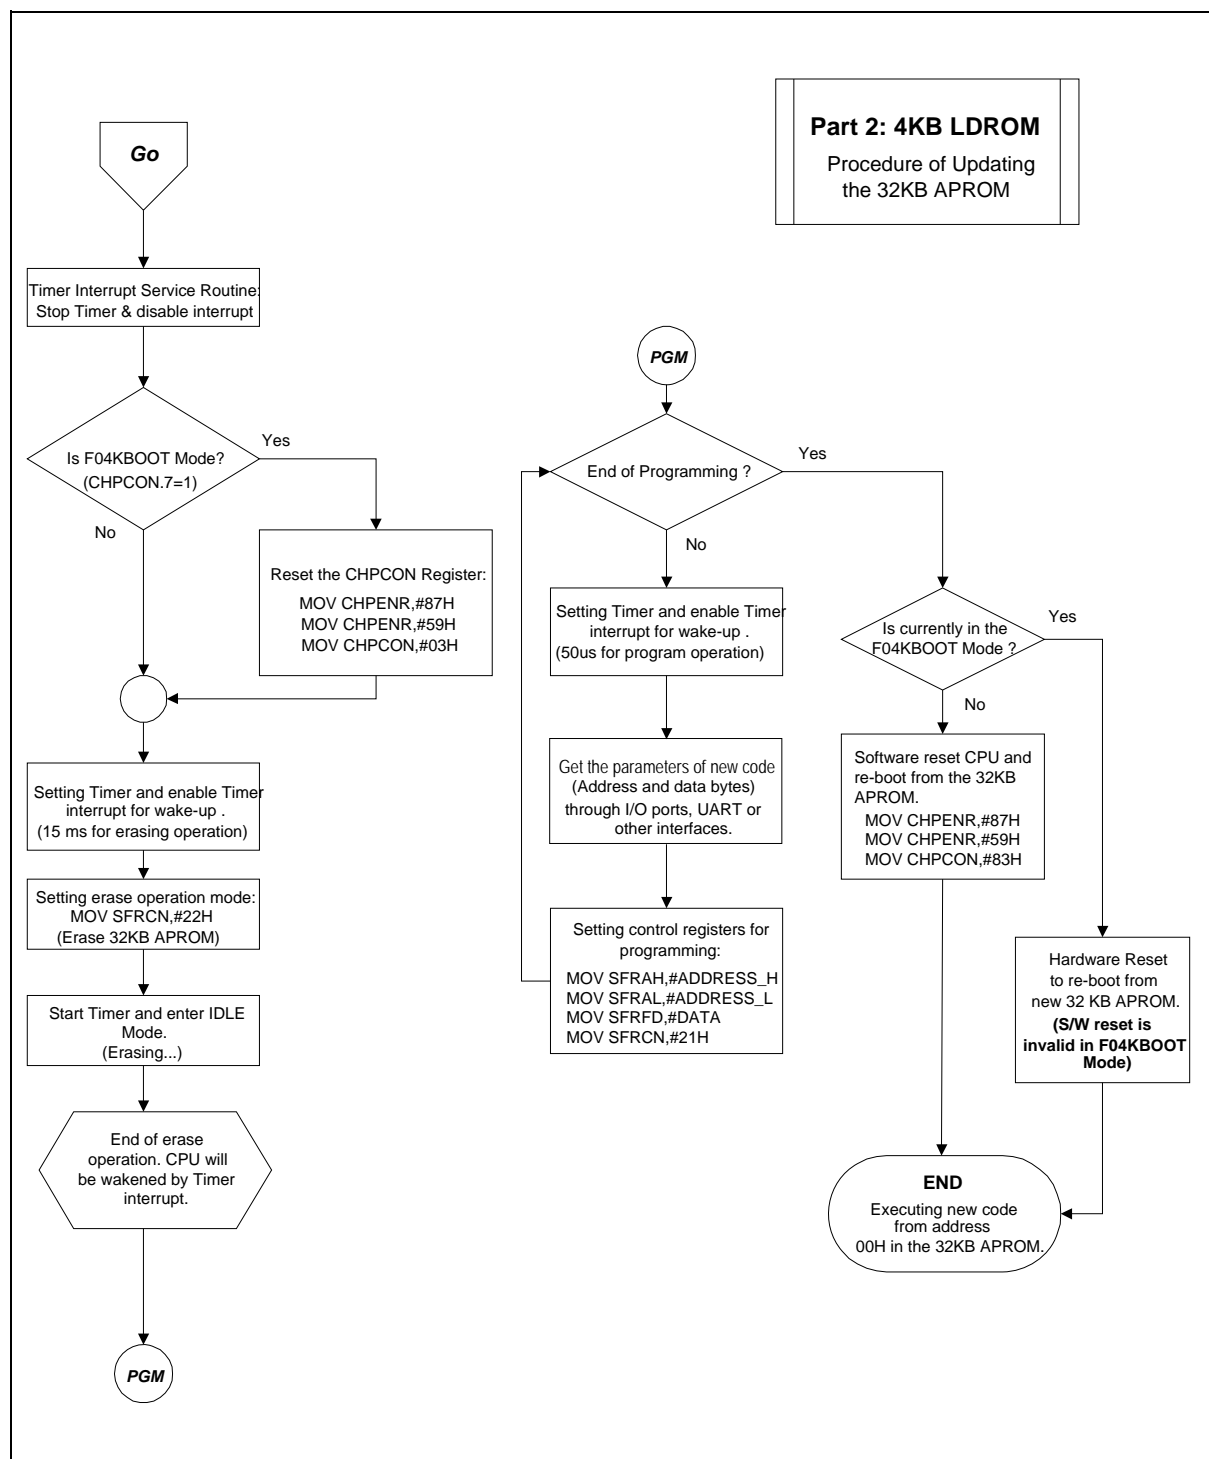 Part 2: 4KB LDROM
Procedure of Updating
the 32KB APROM
Go
Timer Interrupt Service Routine:
Stop Timer & disable interrupt
Is F04KBOOT Mode?
(CHPCON.7=1)
Yes
No
Reset the CHPCON Register:
MOV CHPENR,#87H
MOV CHPENR,#59H
MOV CHPCON,#03H
Setting Timer and enable Timer
interrupt for wake-up .
(15 ms for erasing operation)
Setting erase operation mode:
MOV SFRCN,#22H
(Erase 32KB APROM)
Start Timer and enter IDLE
Mode.
(Erasing...)
End of erase
operation. CPU will
be wakened by Timer
interrupt.
PGM
PGM
End of Programming ?
Yes
No
Setting Timer and enable Timer
interrupt for wake-up .
(50us for program operation)
Get the parameters of new code
(Address and data bytes)
through I/O ports, UART or
other interfaces.
Setting control registers for
programming:
MOV SFRAH,#ADDRESS_H
MOV SFRAL,#ADDRESS_L
MOV SFRFD,#DATA
MOV SFRCN,#21H
Is currently in the
F04KBOOT Mode ?
Yes
No
Software reset CPU and
re-boot from the 32KB
APROM.
MOV CHPENR,#87H
MOV CHPENR,#59H
MOV CHPCON,#83H
Hardware Reset
to re-boot from
new 32 KB APROM.
(S/W reset is
invalid in F04KBOOT
Mode)
END
Executing new code
from address
00H in the 32KB APROM.